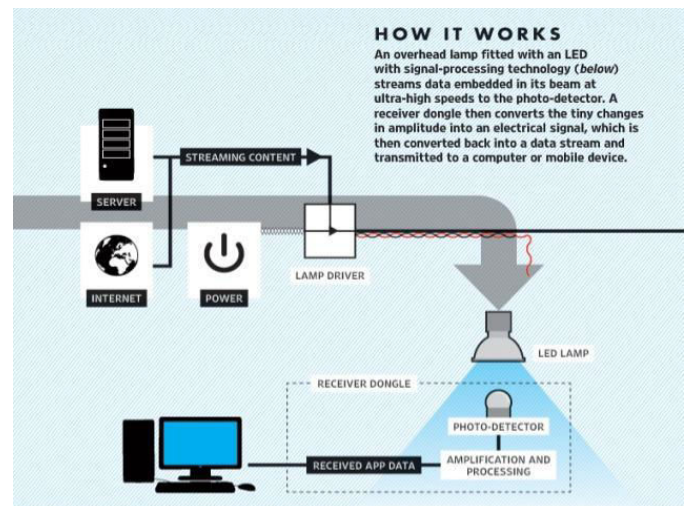 HOW IT WORKS
An overhead lamp fitted with an LED
with signal-processing technology (below)
streams data embedded in its beam at
ultra-high speeds to the photo-detector. A
receiver dongle then converts the tiny changes
in amplitude into an electrical signal, which is
then converted back into a data stream and
transmitted to a computer or mobile device.
STREAMING CONTENT
SERVER
LAMP DRIVER
INTERNET
POWER
LED LAMP
RECEIVER DONGLE
PHOTO-DETECTOR
RECEIVED APP DATA
AMPLIFICATION AND
PROCESSING